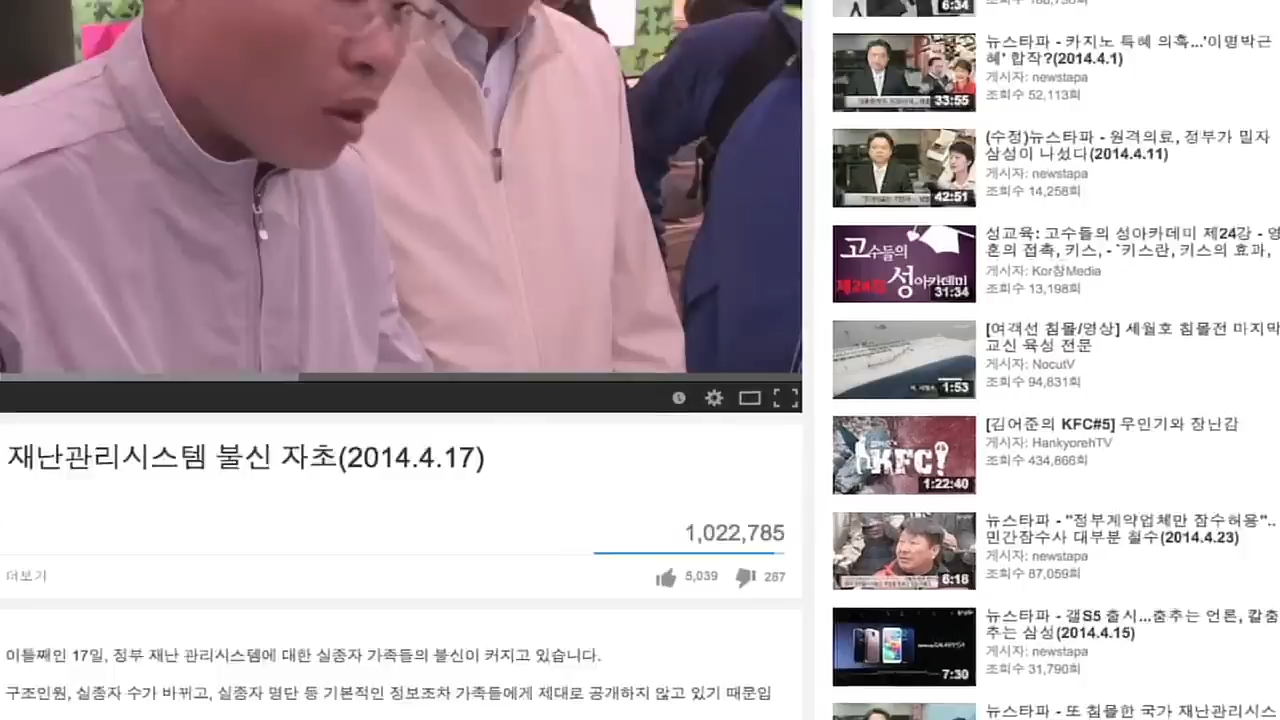 재난관리시스템 불신 자초(2014.4.17)
1,022,785
더보기
5,039
287
이틀째인 17일, 정부 재난 관리시스템에 대한 실종자 가족들의 불신이 커지고 있습니다.
구조인원, 실종자 수가 바뀌고, 실종자 명단 등 기본적인 정보조차 가족들에게 제대로 공개하지 않고 있기 때문입
6:34
33:55
뉴스타파 - 카지노 특혜 의혹...'이명박근
혜' 합작?(2014.4.1)
게시자: newstapa
조회수 52,113회
42:51
(수정)뉴스타파 - 원격의료, 정부가 밀자
삼성이 나섰다(2014.4.11)
게시자: newstapa
조회수 14,258회
고수들의
제24강 성아카데미
31:34
성교육: 고수들의 성아카데미 제24강 - 영
혼의 접촉, 키스, - `키스란, 키스의 효과,
게시자: Kor참Media
조회수 13,198회
1:53
[여객선 침몰/영상] 세월호 침몰전 마지막
교신 육성 전문
게시자: NocutV
조회수 94,831회
KFC!
1:22:40
[김어준의 KFC#5] 무인기와 장난감
게시자: HankyorehTV
조회수 434,866회
6:18
뉴스타파 - "정부계약업체만 잠수허용"..
민간잠수사 대부분 철수(2014.4.23)
게시자: newstapa
조회수 87,059회
7:30
뉴스타파 - 갤S5 출시...춤추는 언론, 칼춤
추는 삼성(2014.4.15)
게시자: newstapa
조회수 31,790회
뉴스타파 - 또 침몰한 국가 재난관리시스